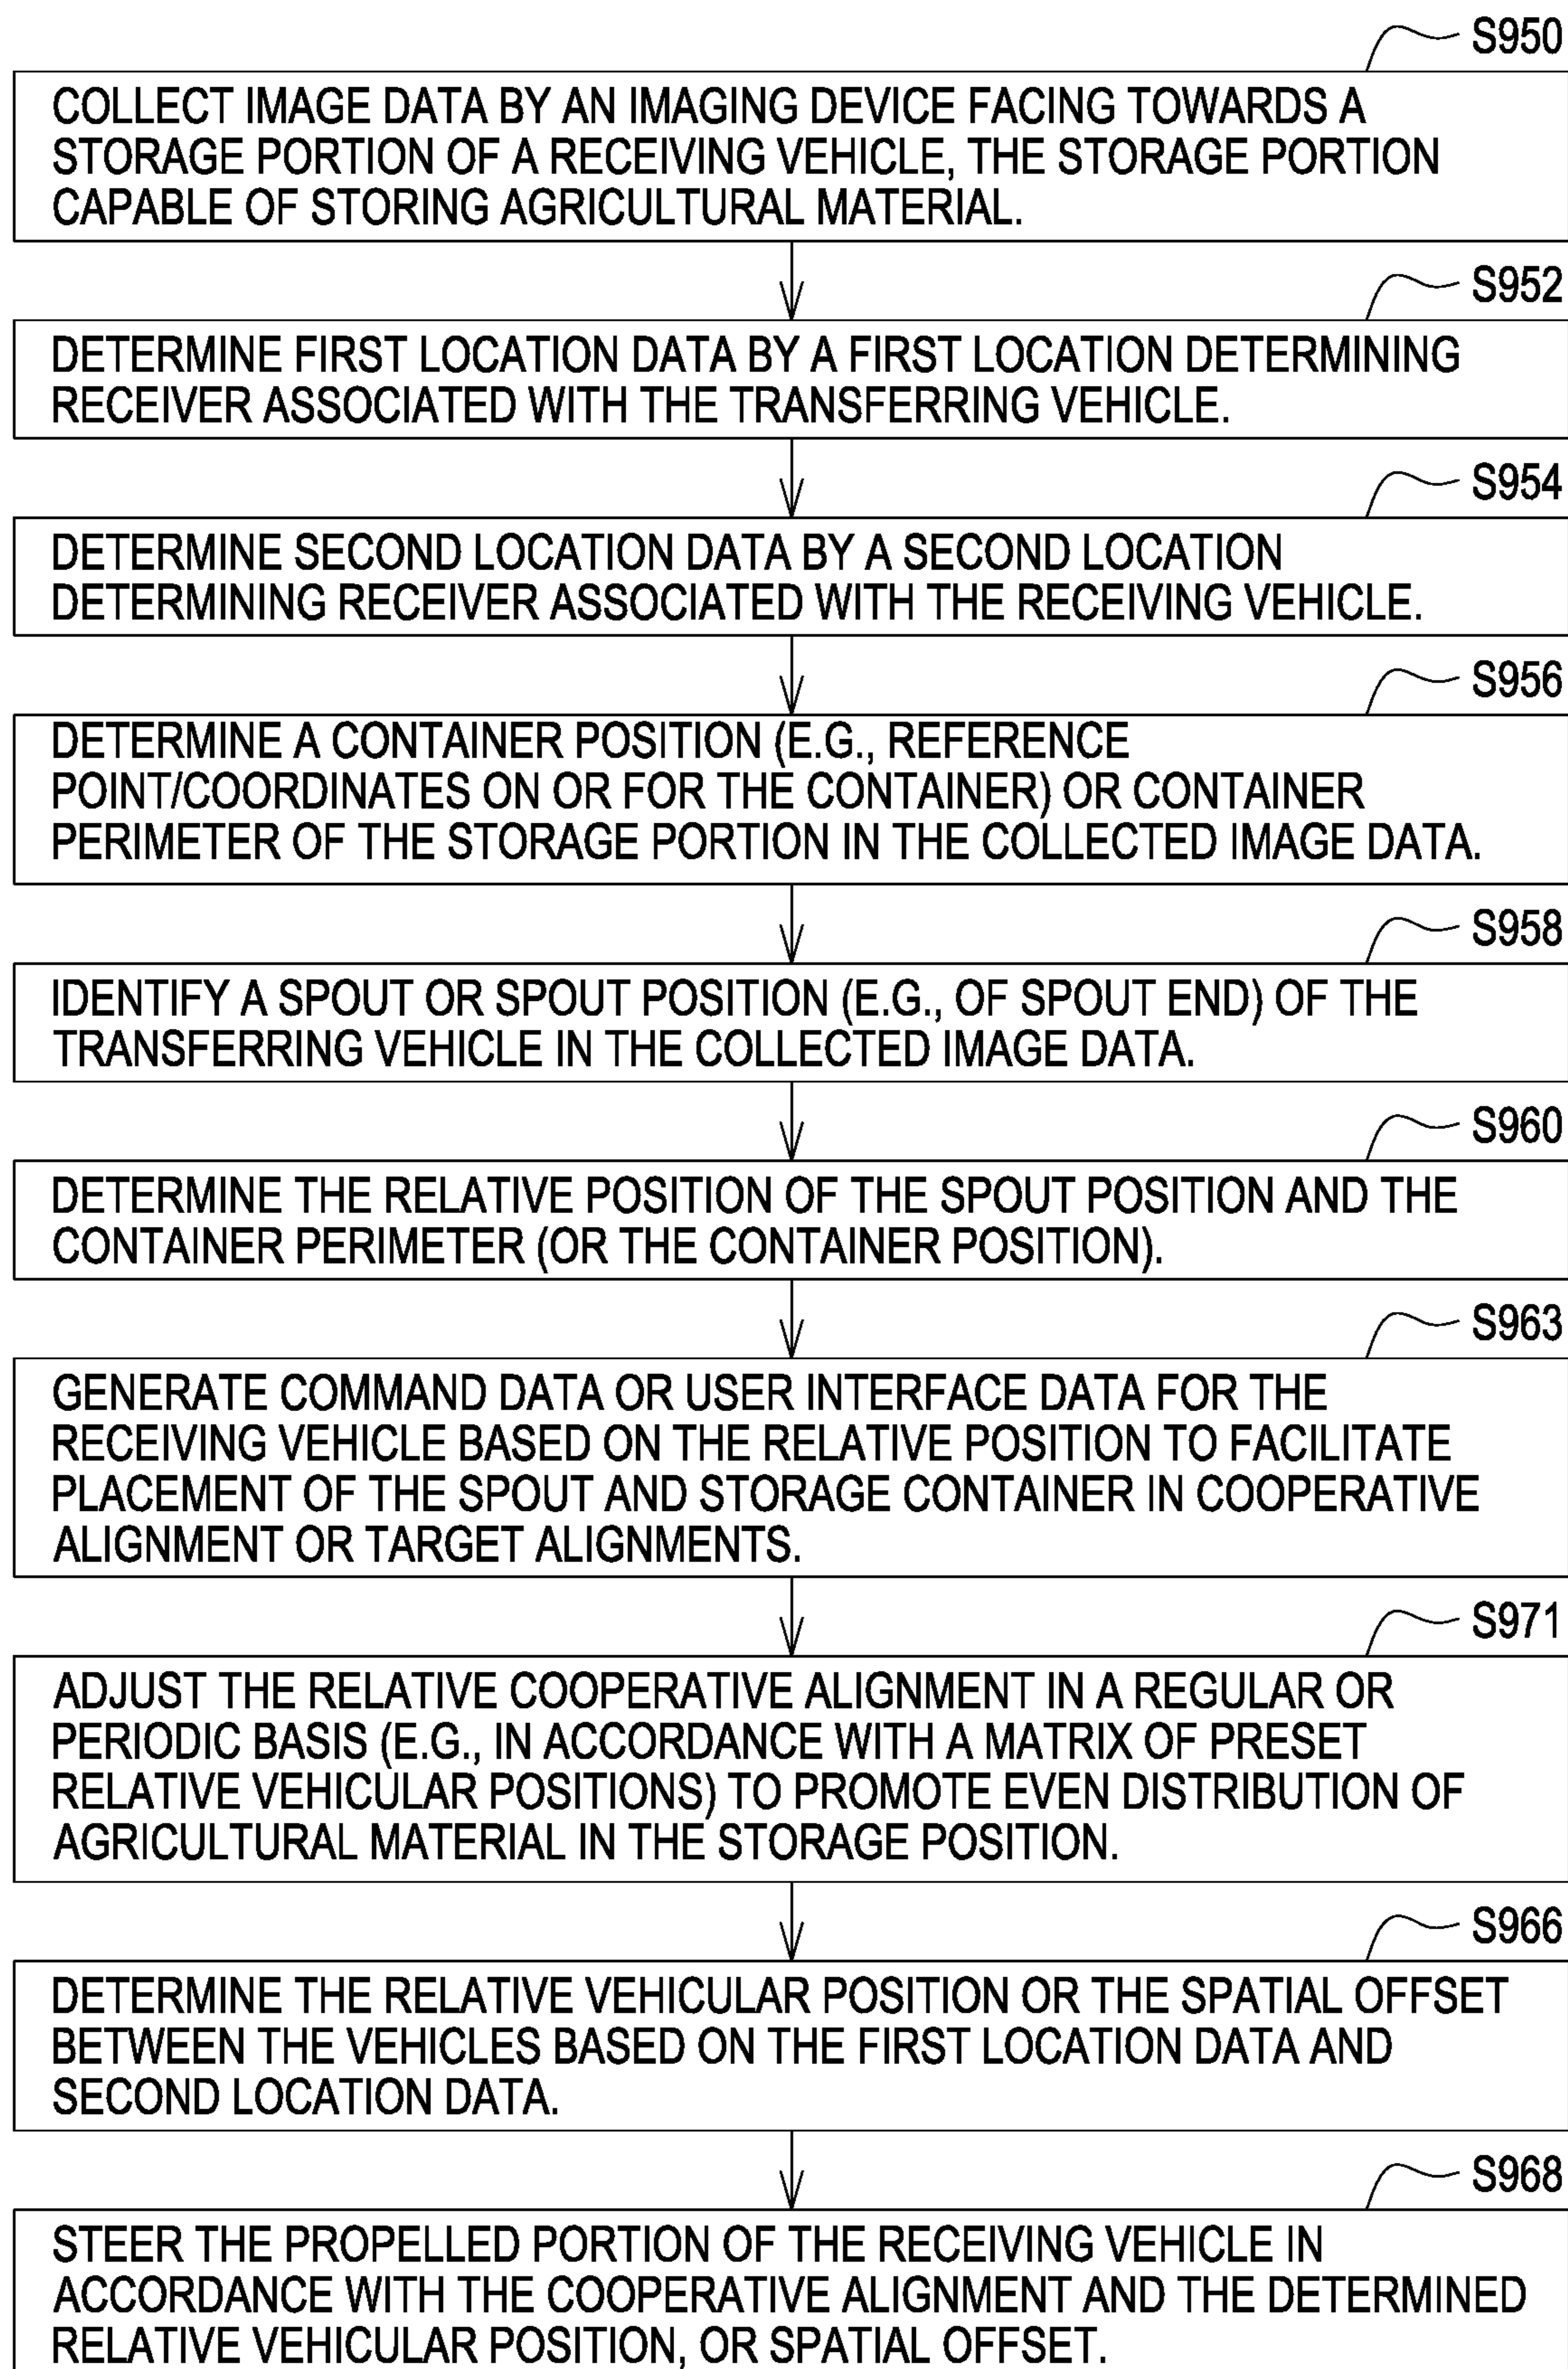 S950
COLLECT IMAGE DATA BY AN IMAGING DEVICE FACING TOWARDS A
STORAGE PORTION OF A RECEIVING VEHICLE, THE STORAGE PORTION
CAPABLE OF STORING AGRICULTURAL MATERIAL.
S952
DETERMINE FIRST LOCATION DATA BY A FIRST LOCATION DETERMINING
RECEIVER ASSOCIATED WITH THE TRANSFERRING VEHICLE.
S954
DETERMINE SECOND LOCATION DATA BY A SECOND LOCATION
DETERMINING RECEIVER ASSOCIATED WITH THE RECEIVING VEHICLE.
S956
DETERMINE A CONTAINER POSITION (E.G., REFERENCE
POINT/COORDINATES ON OR FOR THE CONTAINER) OR CONTAINER
PERIMETER OF THE STORAGE PORTION IN THE COLLECTED IMAGE DATA.
S958
IDENTIFY A SPOUT OR SPOUT POSITION (E.G., OF SPOUT END) OF THE
TRANSFERRING VEHICLE IN THE COLLECTED IMAGE DATA.
S960
DETERMINE THE RELATIVE POSITION OF THE SPOUT POSITION AND THE
CONTAINER PERIMETER (OR THE CONTAINER POSITION).
S963
GENERATE COMMAND DATA OR USER INTERFACE DATA FOR THE
RECEIVING VEHICLE BASED ON THE RELATIVE POSITION TO FACILITATE
PLACEMENT OF THE SPOUT AND STORAGE CONTAINER IN COOPERATIVE
ALIGNMENT OR TARGET ALIGNMENTS.
S971
ADJUST THE RELATIVE COOPERATIVE ALIGNMENT IN A REGULAR OR
PERIODIC BASIS (E.G., IN ACCORDANCE WITH A MATRIX OF PRESET
RELATIVE VEHICULAR POSITIONS) TO PROMOTE EVEN DISTRIBUTION OF
AGRICULTURAL MATERIAL IN THE STORAGE POSITION.
S966
DETERMINE THE RELATIVE VEHICULAR POSITION OR THE SPATIAL OFFSET
BETWEEN THE VEHICLES BASED ON THE FIRST LOCATION DATA AND
SECOND LOCATION DATA.
S968
STEER THE PROPELLED PORTION OF THE RECEIVING VEHICLE IN
ACCORDANCE WITH THE COOPERATIVE ALIGNMENT AND THE DETERMINED
RELATIVE VEHICULAR POSITION, OR SPATIAL OFFSET.